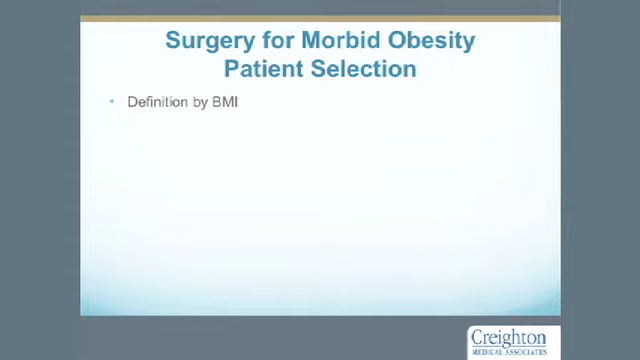 Surgery for Morbid Obesity
Patient Selection
• Definition by BMI
Creighton
MEDICAL ASSOCIATES